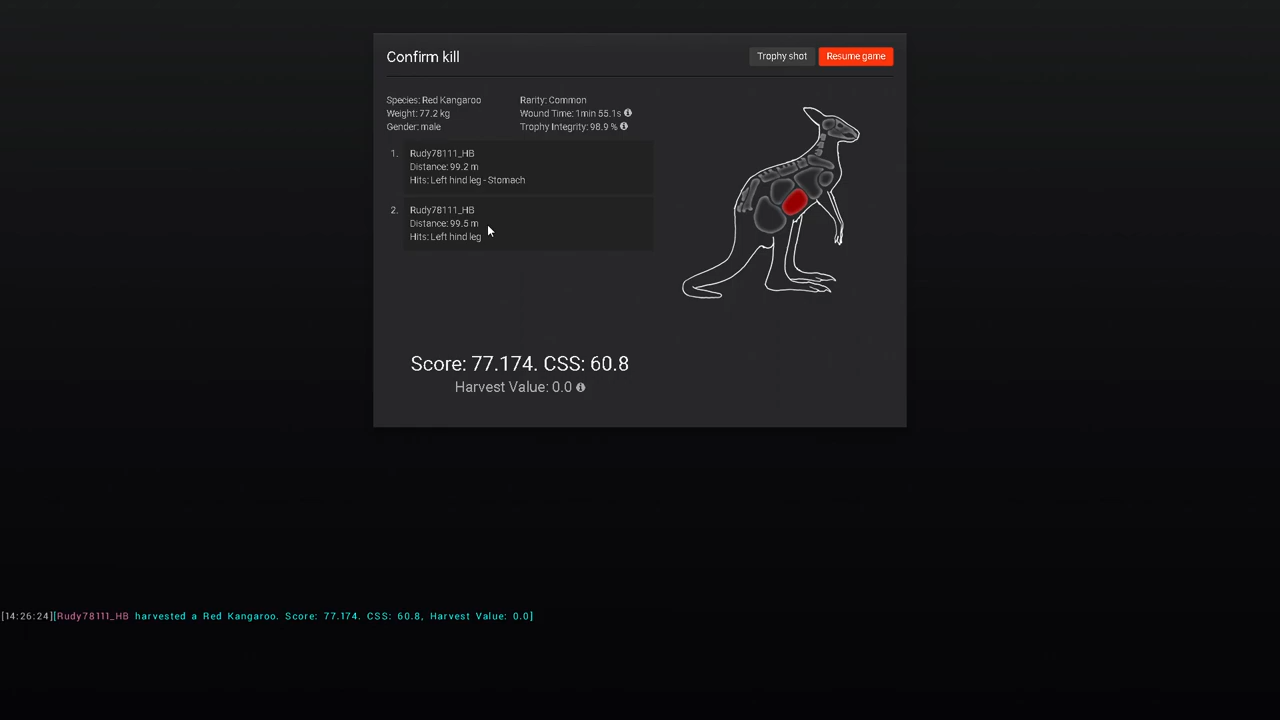 Confirm kill
Trophy shot
Resume game
Species: Red Kangaroo
Weight: 77.2 kg
Gender: male
Rarity: Common
Wound Time: 1min 55.1s
Trophy Integrity: 98.9 %
1.
Rudy78111_HB
Distance: 99.2 m
Hits: Left hind leg - Stomach
2.
Rudy78111_HB
Distance: 99.5 m
Hits: Left hind leg
Score: 77.174. CSS: 60.8
Harvest Value: 0.0
[14:26:24][Rudy78111_HB harvested a Red Kangaroo. Score: 77.174. CSS: 60.8, Harvest Value: 0.0]